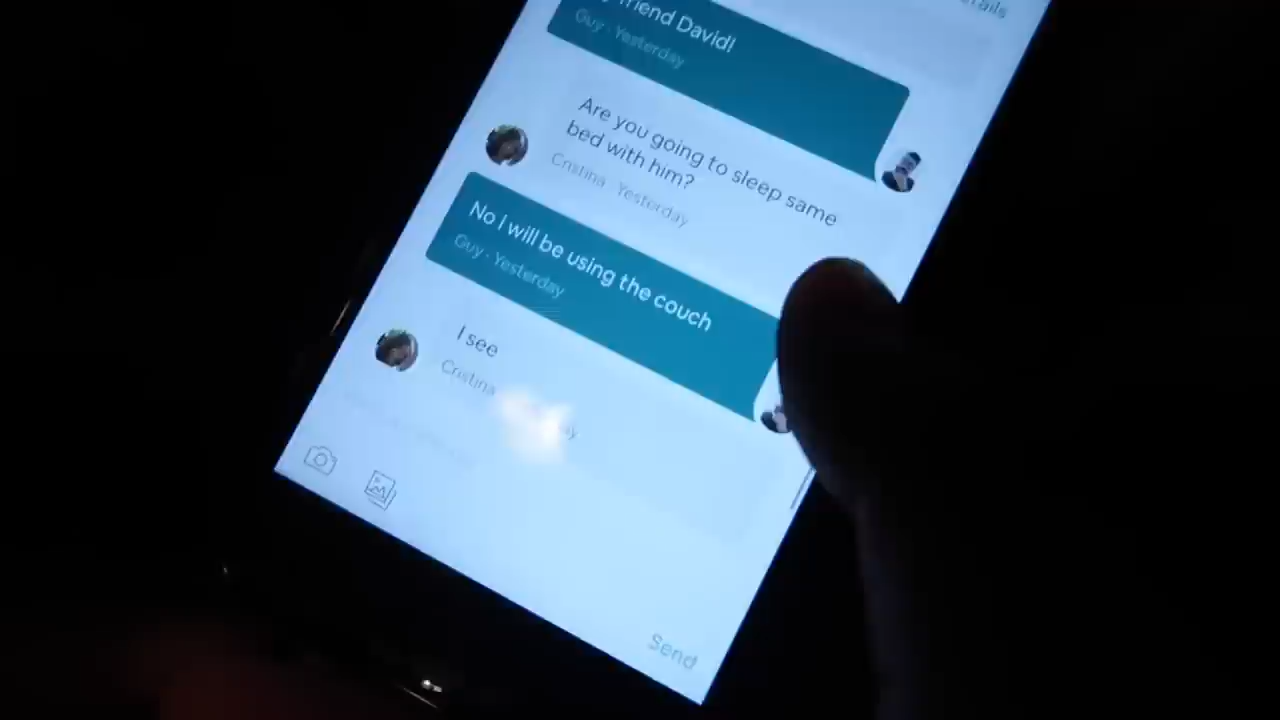 friend David!
Guy · Yesterday
Are you going to sleep same
bed with him?
Cristina · Yesterday
No I will be using the couch
Guy · Yesterday
I see
Cristina
Send